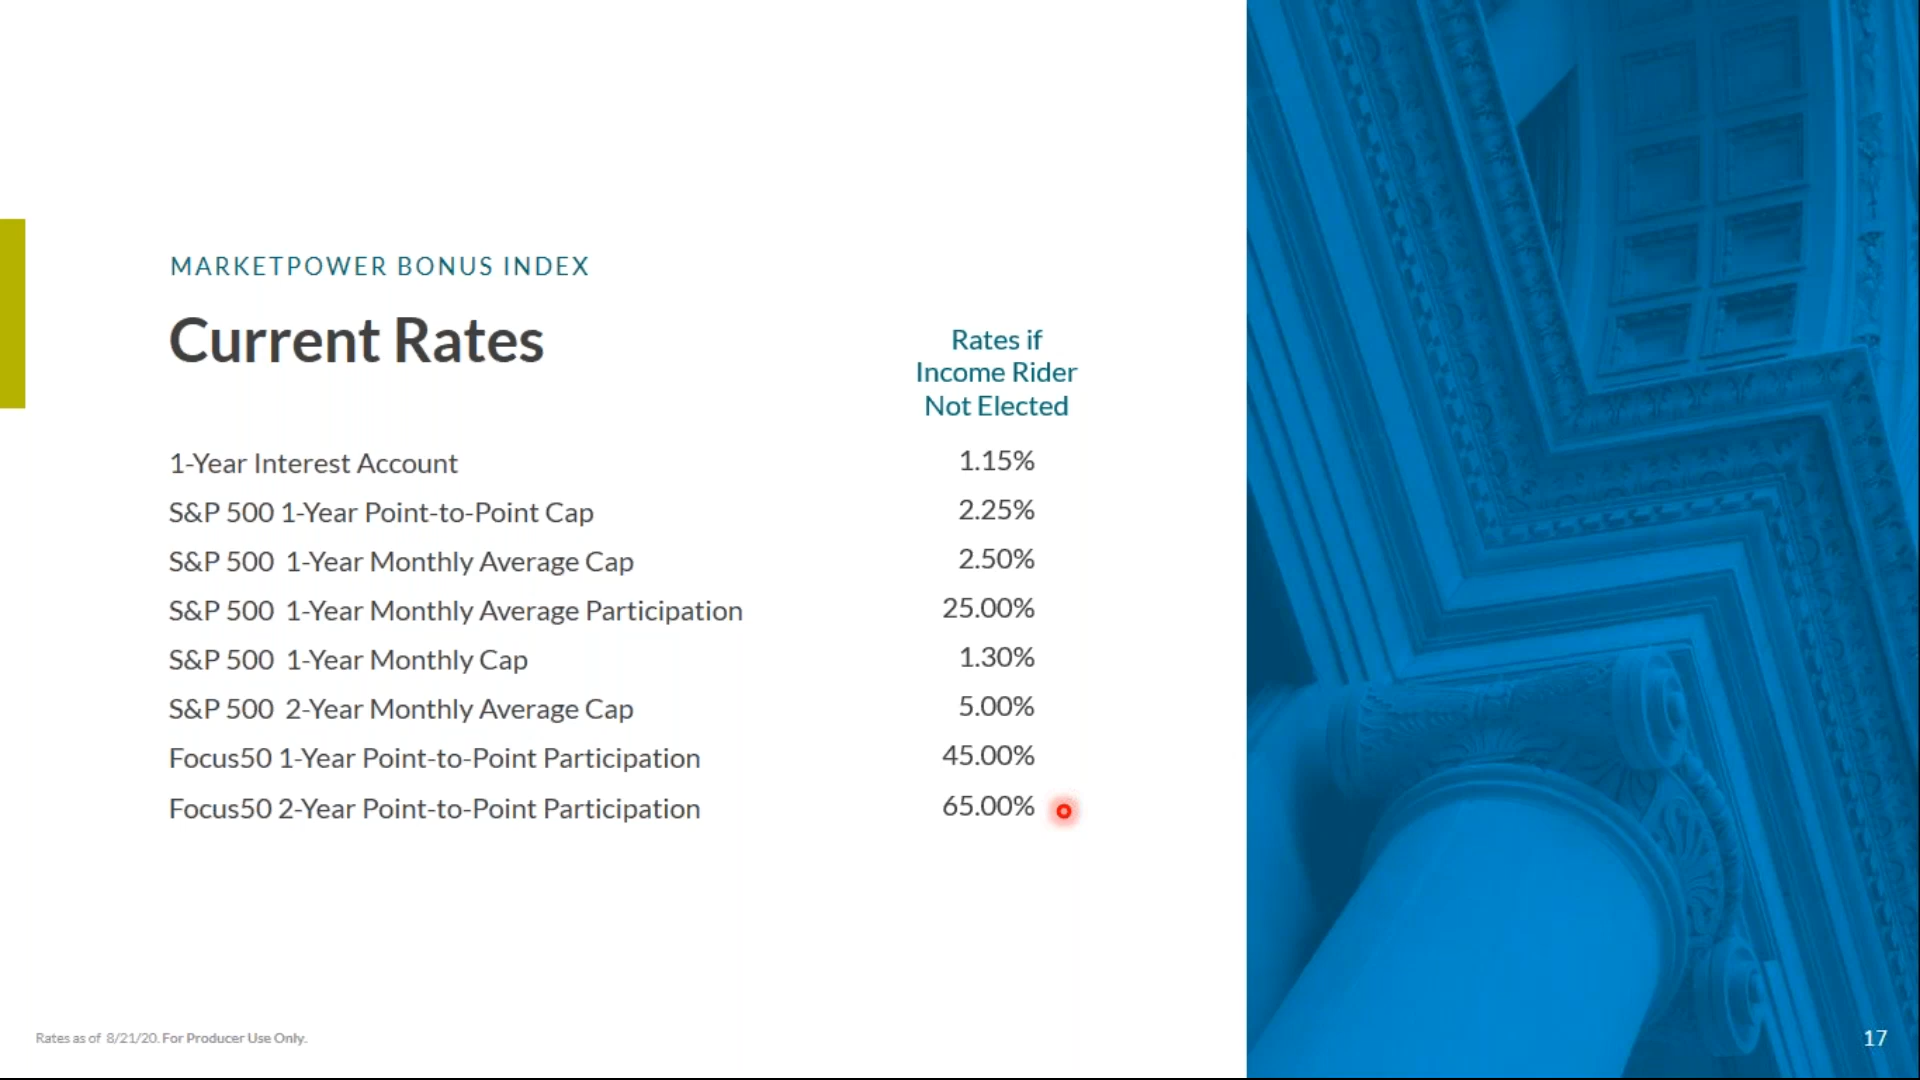 MARKETPOWER BONUS INDEX
Current Rates
Rates if
Income Rider
Not Elected
1-Year Interest Account 1.15%
S&P 500 1-Year Point-to-Point Cap 2.25%
S&P 500 1-Year Monthly Average Cap 2.50%
S&P 500 1-Year Monthly Average Participation 25.00%
S&P 500 1-Year Monthly Cap 1.30%
S&P 500 2-Year Monthly Average Cap 5.00%
Focus50 1-Year Point-to-Point Participation 45.00%
Focus50 2-Year Point-to-Point Participation 65.00%
Rates as of 8/21/20. For Producer Use Only.
17